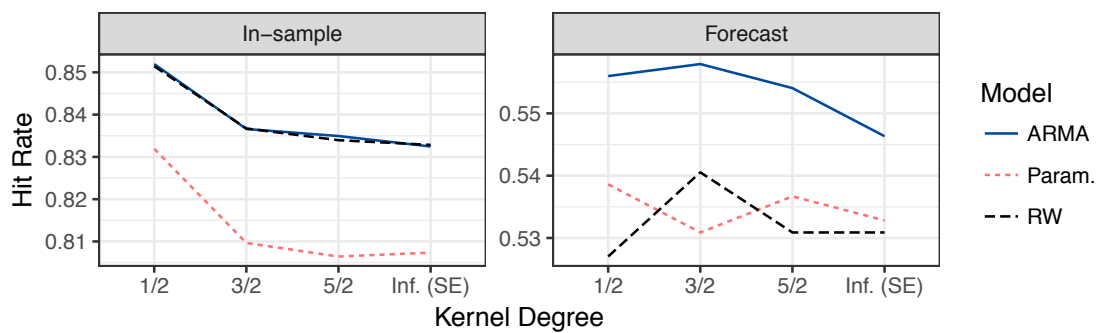 In−sample
Forecast
Hit Rate
0.85
0.84
0.83
0.82
0.81
0.55
0.54
0.53
1/2 3/2 5/2 Inf. (SE)
1/2 3/2 5/2 Inf. (SE)
Kernel Degree
Model
ARMA
Param.
RW